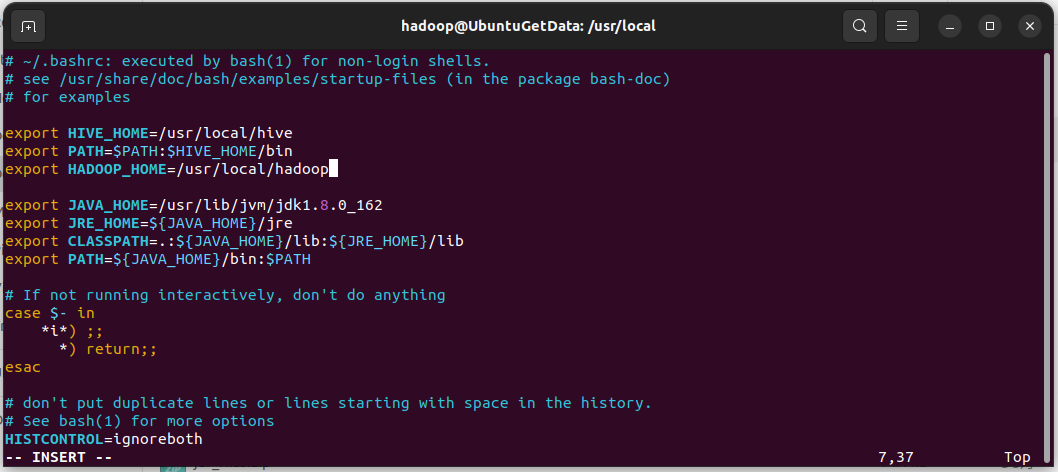 hadoop@UbuntuGetData: /usr/local
# ~/.bashrc: executed by bash(1) for non-login shells.
# see /usr/share/doc/bash/examples/startup-files (in the package bash-doc)
# for examples
export HIVE_HOME=/usr/local/hive
export PATH=$PATH:$HIVE_HOME/bin
export HADOOP_HOME=/usr/local/hadoop
export JAVA_HOME=/usr/lib/jvm/jdk1.8.0_162
export JRE_HOME=${JAVA_HOME}/jre
export CLASSPATH=.:${JAVA_HOME}/lib:${JRE_HOME}/lib
export PATH=${JAVA_HOME}/bin:$PATH
# If not running interactively, don't do anything
case $- in
    *i*) ;;
      *) return;;
esac
# don't put duplicate lines or lines starting with space in the history.
# See bash(1) for more options
HISTCONTROL=ignoreboth
-- INSERT -- 7,37 Top